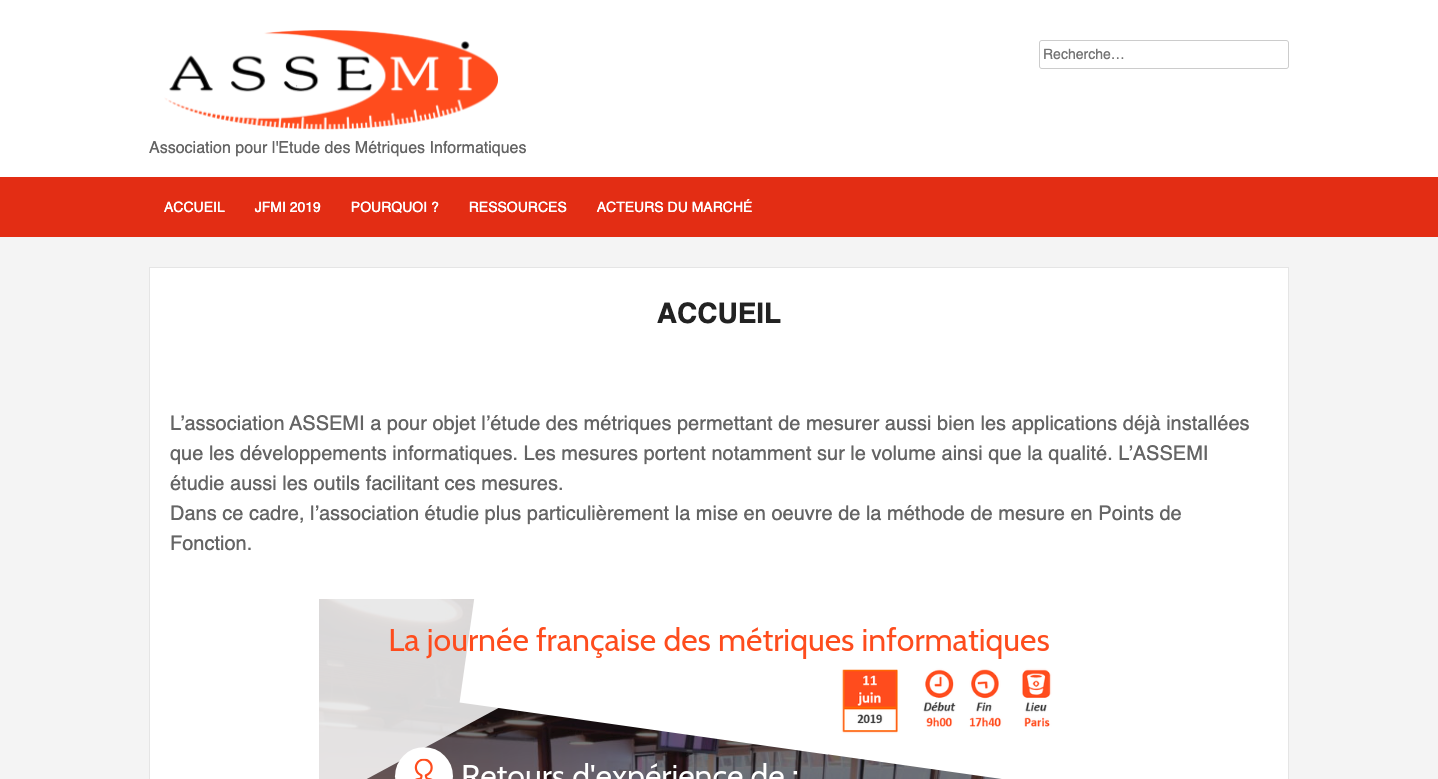 ASSEMI
Recherche…
Association pour l'Etude des Métriques Informatiques
ACCUEIL
JFMI 2019
POURQUOI ?
RESSOURCES
ACTEURS DU MARCHÉ
ACCUEIL
L’association ASSEMI a pour objet l’étude des métriques permettant de mesurer aussi bien les applications déjà installées
que les développements informatiques. Les mesures portent notamment sur le volume ainsi que la qualité. L’ASSEMI
étudie aussi les outils facilitant ces mesures.
Dans ce cadre, l’association étudie plus particulièrement la mise en oeuvre de la méthode de mesure en Points de
Fonction.
La journée française des métriques informatiques
11
juin
2019
Début
9h00
Fin
17h40
Lieu
Paris
Retours d'expérience de :